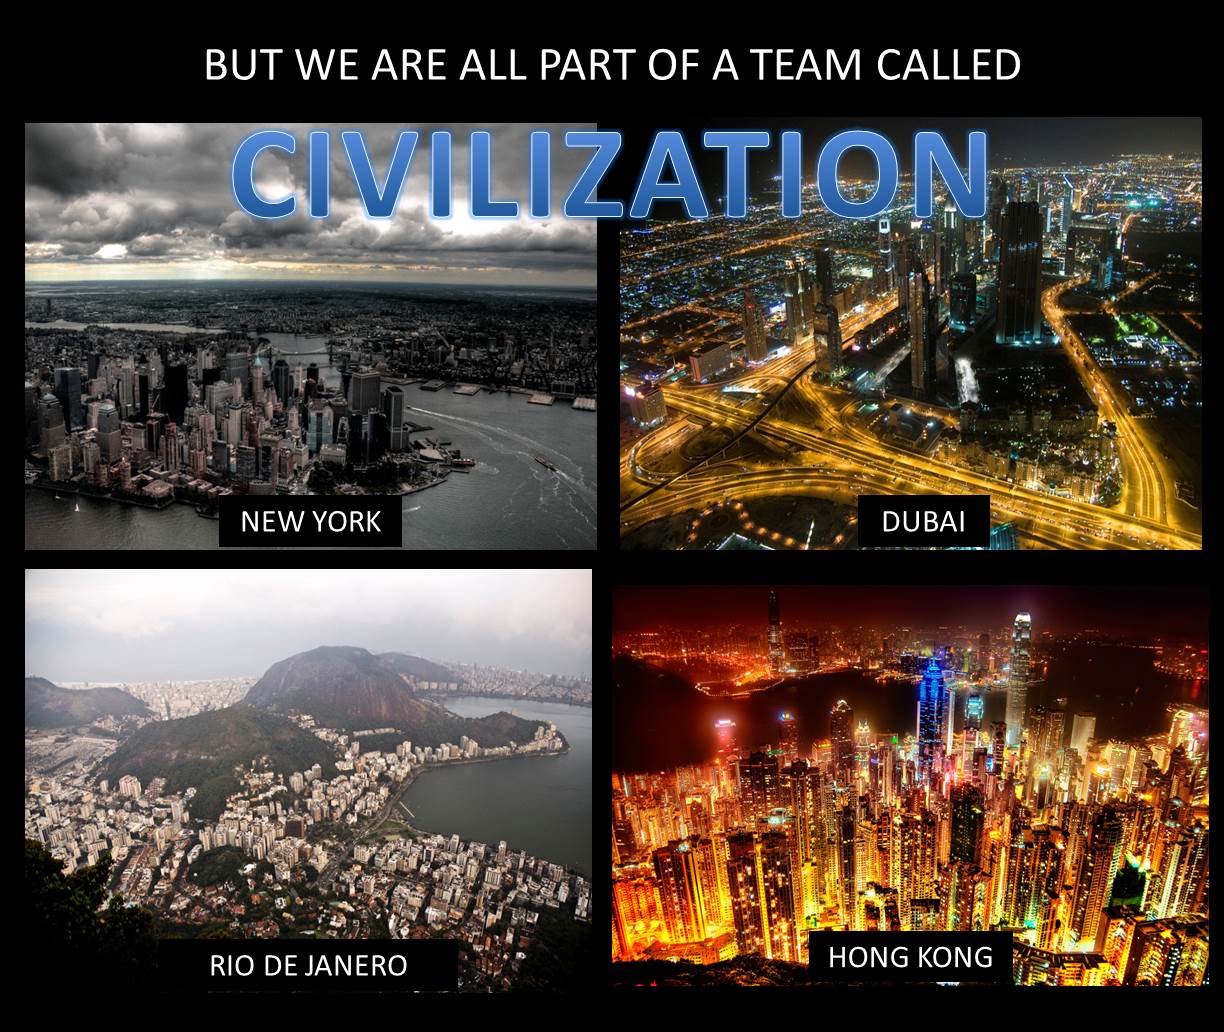 BUT WE ARE ALL PART OF A TEAM CALLED
CIVILIZATION
NEW YORK
DUBAI
RIO DE JANERO
HONG KONG